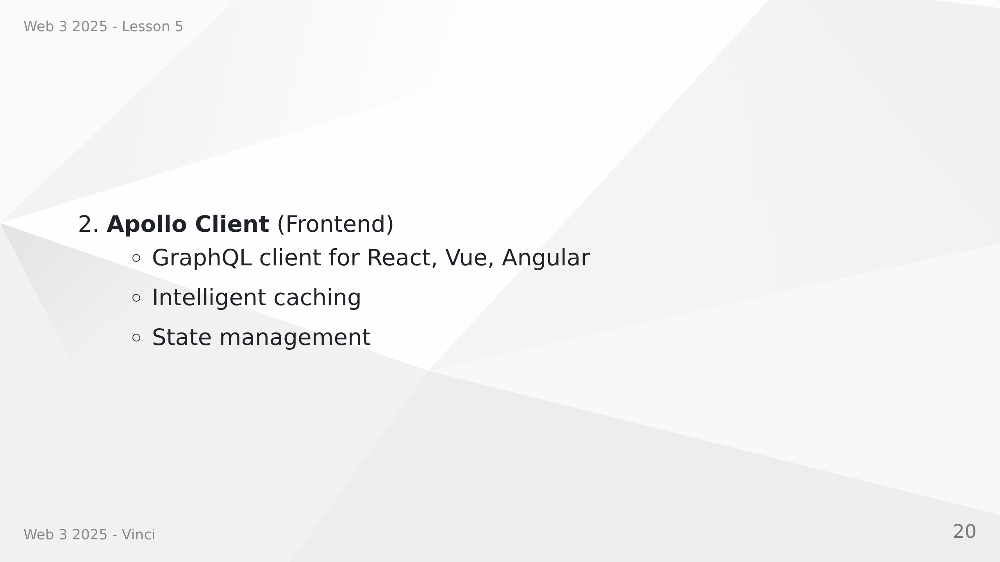 Web 3 2025 - Lesson 5
2. Apollo Client (Frontend)
○ GraphQL client for React, Vue, Angular
○ Intelligent caching
○ State management
Web 3 2025 - Vinci
20